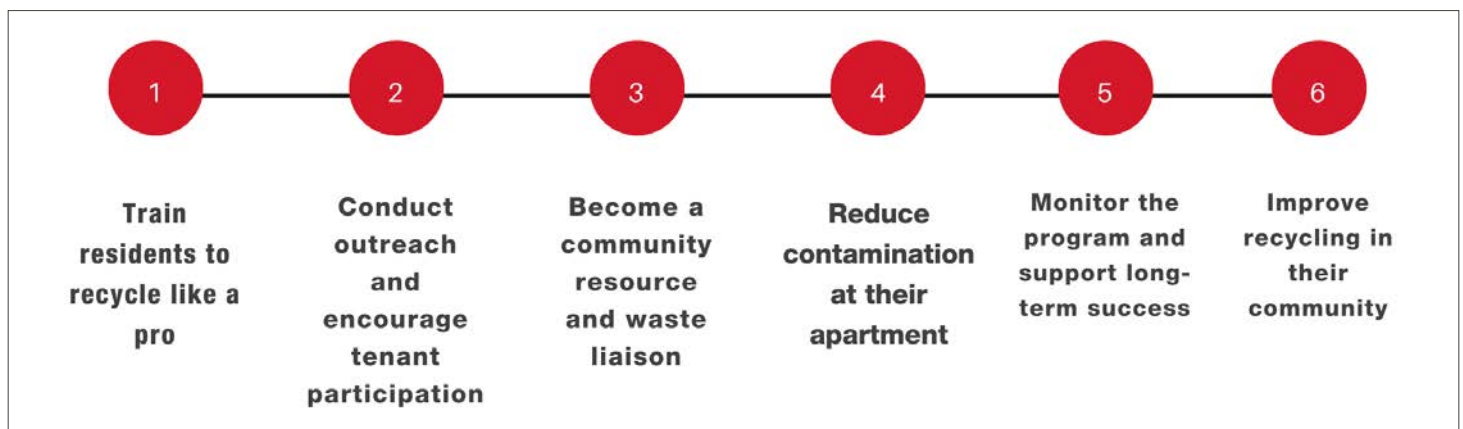 1
Train
residents to
recycle like a
pro
2
Conduct
outreach
and
encourage
tenant
participation
3
Become a
community
resource
and waste
liaison
4
Reduce
contamination
at their
apartment
5
Monitor the
program and
support long-
term success
6
Improve
recycling in
their
community